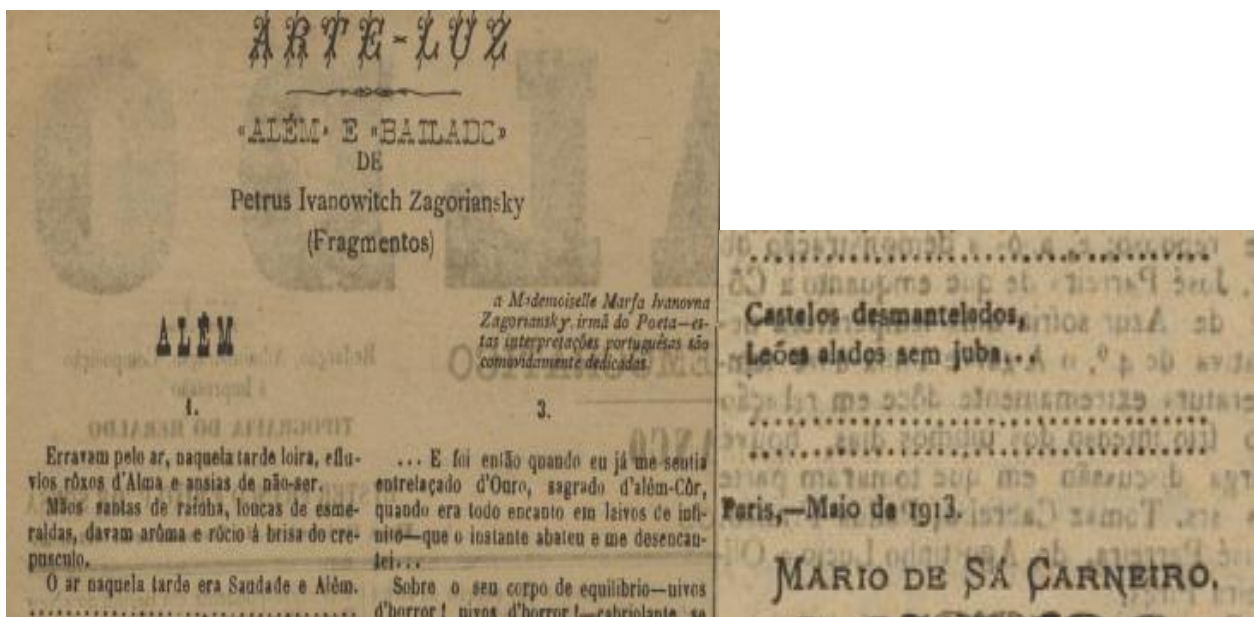 ARTE-LUZ
«ALÉM» E «BAILADO»
DE
Petrus Ivanowitch Zagoriansky
(Fragmentos)
a Mademoiselle Marfa Ivanovna
Zagoriansky, irmã do Poeta—es-
tas interpretações portuguêsas são
comovidamente dedicadas.
ALÉM
1.
Erravam pelo ar, naquela tarde loira, eflu-
vios rôxos d'Alma e ansias de não-ser.
Mãos santas de rainha, loucas de esme-
raldas, davam arôma e rócio á brisa do cre-
pusculo.
O ar naquela tarde era Saudade e Além.
3.
... E foi então quando eu já me sentia
entrelaçado d'Ouro, sagrado d'além-Côr,
quando era todo encanto em laivos de infi-
nito—que o instante abateu e me desencan-
tei...
Sobre o seu corpo de equilibrio—uivos
d'horror! uivos d'horror!—cabriolante, se
Castelos desmantelados,
Leões alados sem juba...
Paris,—Maio de 1913.
MARIO DE SÁ CARNEIRO.